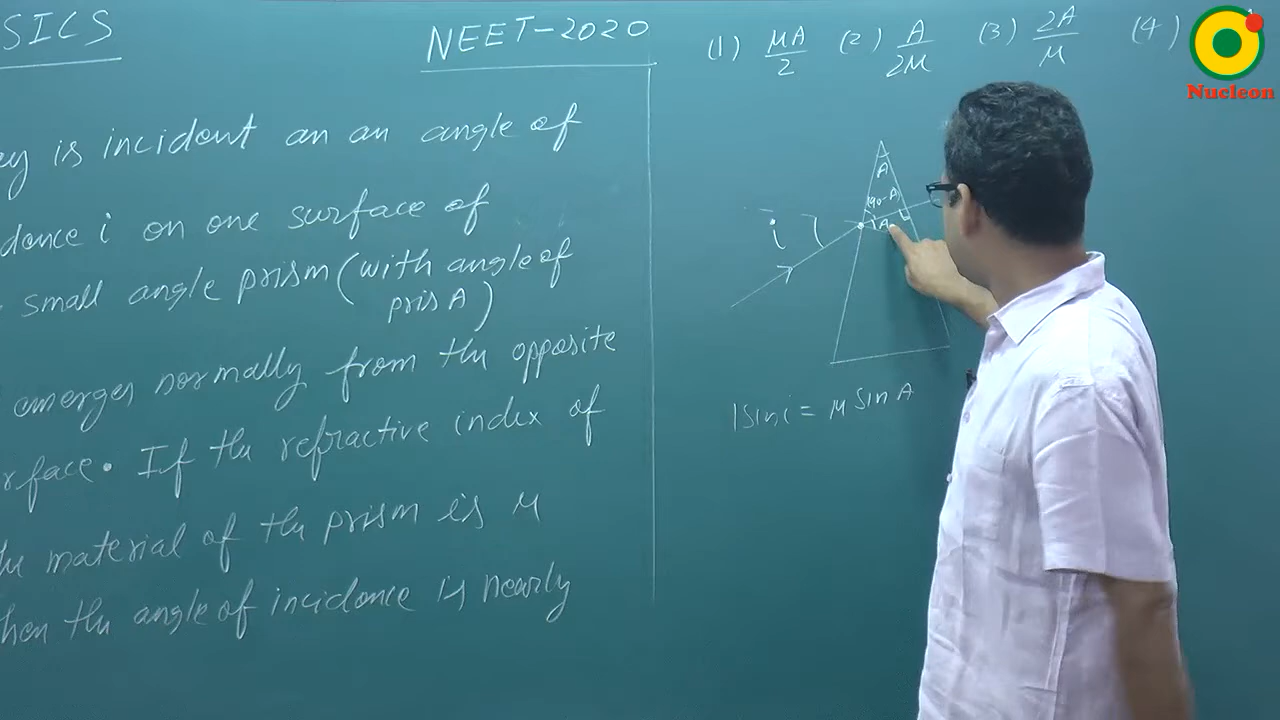 SICS
NEET-2020
ey is incident an an angle of
dence i on one surface of
small angle prism (with angle of
pris A)
emerges normally from the opposite
rface. If the refractive index of
the material of the prism is μ
then the angle of incidence is nearly
(1) μA/2 (2) A/2μ (3) 2A/μ (4)
Nucleon
A
90-A
i
r A
1 sin i = μ sin A